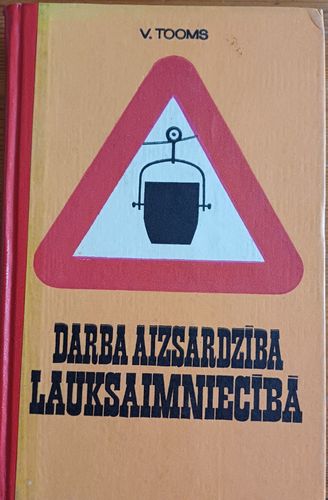 V. TOOMS
DARBA AIZSARDZĪBA
LAUKSAIMNIECĪBĀ